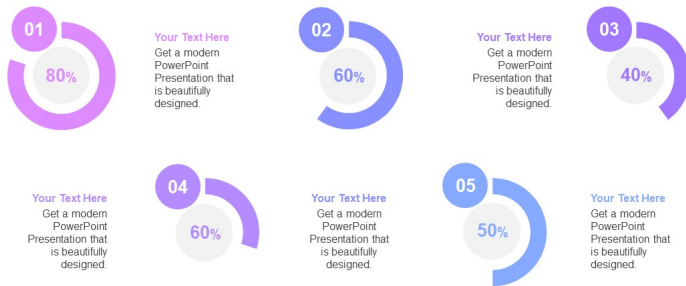 01
80%
Your Text Here
Get a modern
PowerPoint
Presentation that
is beautifully
designed.
02
60%
Your Text Here
Get a modern
PowerPoint
Presentation that
is beautifully
designed.
03
40%
Your Text Here
Get a modern
PowerPoint
Presentation that
is beautifully
designed.
04
60%
Your Text Here
Get a modern
PowerPoint
Presentation that
is beautifully
designed.
05
50%
Your Text Here
Get a modern
PowerPoint
Presentation that
is beautifully
designed.